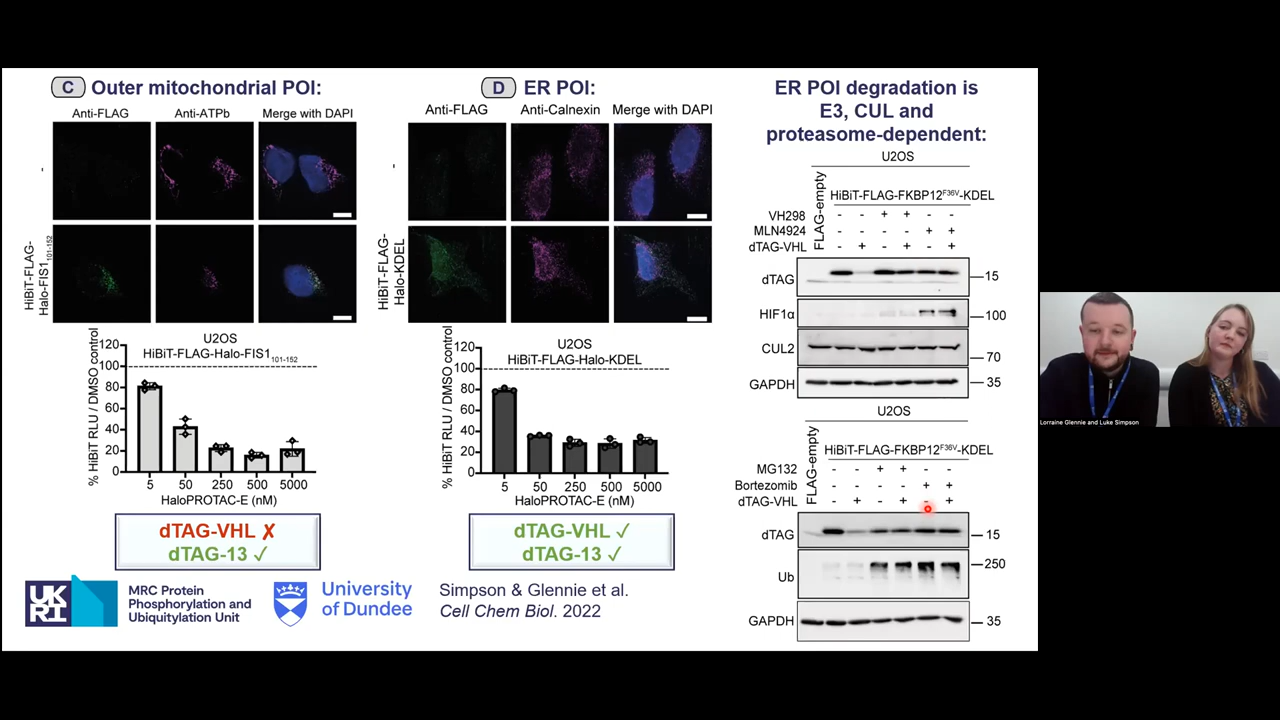 C Outer mitochondrial POI:
Anti-FLAG Anti-ATPb Merge with DAPI
-
HiBiT-FLAG-
Halo-FIS1101-152
U2OS
HiBiT-FLAG-Halo-FIS1101-152
% HiBiT RLU / DMSO control
120
100
80
60
40
20
0
5 50 250 500 5000
HaloPROTAC-E (nM)
dTAG-VHL ✗
dTAG-13 ✓
D ER POI:
Anti-FLAG Anti-Calnexin Merge with DAPI
-
HiBiT-FLAG-
Halo-KDEL
U2OS
HiBiT-FLAG-Halo-KDEL
% HiBiT RLU / DMSO control
120
100
80
60
40
20
0
5 50 250 500 5000
HaloPROTAC-E (nM)
dTAG-VHL ✓
dTAG-13 ✓
ER POI degradation is
E3, CUL and
proteasome-dependent:
U2OS
FLAG-empty
HiBiT-FLAG-FKBP12F36V-KDEL
VH298 - - + + - -
MLN4924 - - - - + +
dTAG-VHL - + - + - +
dTAG 15
HIF1α 100
CUL2 70
GAPDH 35
U2OS
FLAG-empty
HiBiT-FLAG-FKBP12F36V-KDEL
MG132 - - + + - -
Bortezomib - - - - + +
dTAG-VHL - + - + - +
dTAG 15
Ub 250
GAPDH 35
UK
RI
MRC Protein
Phosphorylation and
Ubiquitylation Unit
University
of Dundee
Simpson & Glennie et al.
Cell Chem Biol. 2022
Lorraine Glennie and Luke Simpson